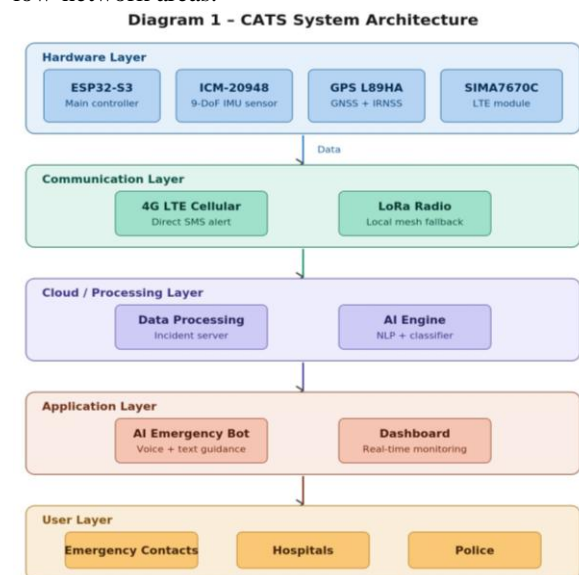 low-network areas.
Diagram 1 – CATS System Architecture
Hardware Layer
ESP32-S3
Main controller
ICM-20948
9-DoF IMU sensor
GPS L89HA
GNSS + IRNSS
SIMA7670C
LTE module
Data
Communication Layer
4G LTE Cellular
Direct SMS alert
LoRa Radio
Local mesh fallback
Cloud / Processing Layer
Data Processing
Incident server
AI Engine
NLP + classifier
Application Layer
AI Emergency Bot
Voice + text guidance
Dashboard
Real-time monitoring
User Layer
Emergency Contacts
Hospitals
Police